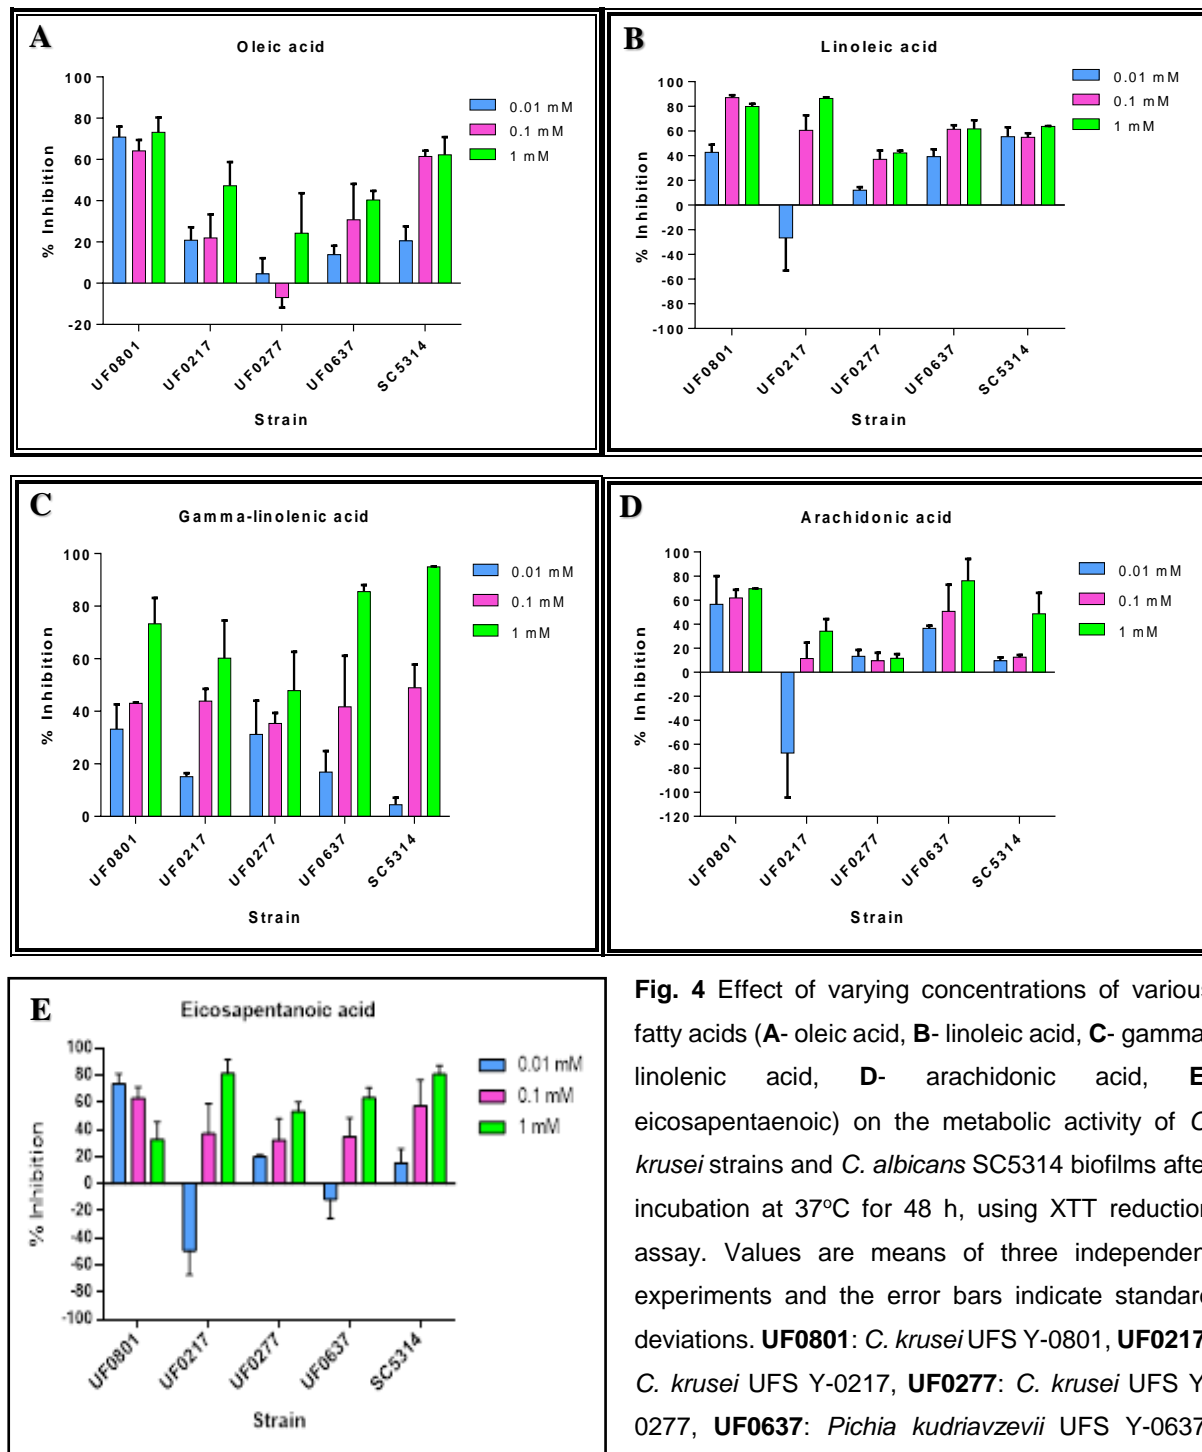 A
Oleic acid
% Inhibition
100
80
60
40
20
0
-20
0.01 mM
0.1 mM
1 mM
UF0801
UF0217
UF0277
UF0637
SC5314
Strain
B
Linoleic acid
% Inhibition
100
80
60
40
20
0
-20
-40
-60
-80
-100
0.01 mM
0.1 mM
1 mM
UF0801
UF0217
UF0277
UF0637
SC5314
Strain
C
Gamma-linolenic acid
% Inhibition
100
80
60
40
20
0
0.01 mM
0.1 mM
1 mM
UF0801
UF0217
UF0277
UF0637
SC5314
Strain
D
Arachidonic acid
% Inhibition
100
80
60
40
20
0
-20
-40
-60
-80
-100
-120
0.01 mM
0.1 mM
1 mM
UF0801
UF0217
UF0277
UF0637
SC5314
Strain
E
Eicosapentanoic acid
% Inhibition
100
80
60
40
20
0
-20
-40
-60
-80
-100
0.01 mM
0.1 mM
1 mM
UF0801
UF0217
UF0277
UF0637
SC5314
Strain
Fig. 4 Effect of varying concentrations of various
fatty acids (A- oleic acid, B- linoleic acid, C- gamma
linolenic acid, D- arachidonic acid, E
eicosapentaenoic) on the metabolic activity of C
krusei strains and C. albicans SC5314 biofilms afte
incubation at 37ºC for 48 h, using XTT reduction
assay. Values are means of three independen
experiments and the error bars indicate standar
deviations. UF0801: C. krusei UFS Y-0801, UF0217
C. krusei UFS Y-0217, UF0277: C. krusei UFS Y
0277, UF0637: Pichia kudriavzevii UFS Y-0637